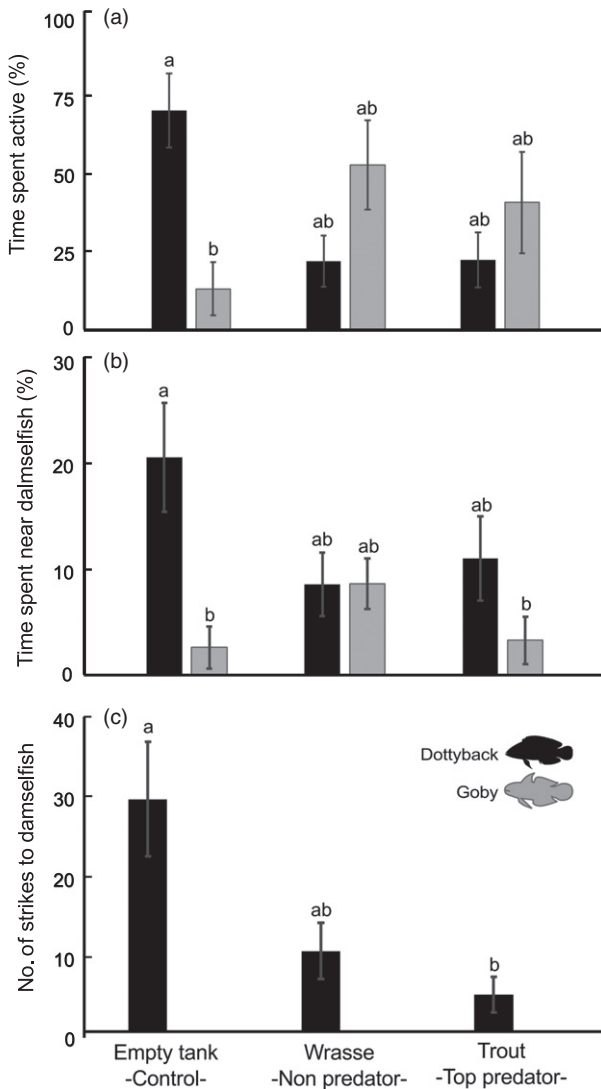 (a)
Time spent active (%)
100
75
50
25
0
a
b
ab
ab
ab
ab
(b)
Time spent near dalmselfish (%)
30
20
10
0
a
b
ab
ab
ab
b
(c)
No. of strikes to damselfish
40
30
20
10
0
a
ab
b
Dottyback
Goby
Empty tank
-Control-
Wrasse
-Non predator-
Trout
-Top predator-